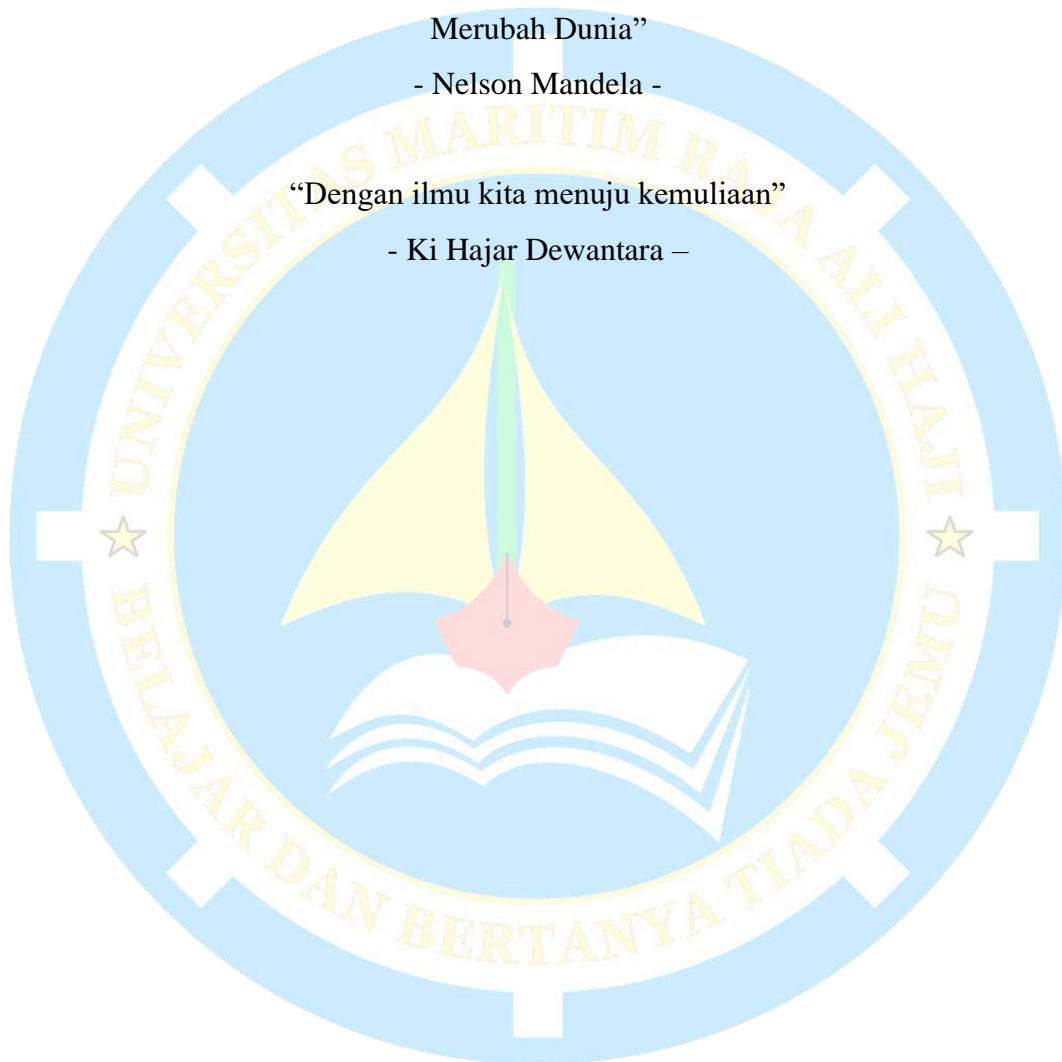 Merubah Dunia”
- Nelson Mandela -
“Dengan ilmu kita menuju kemuliaan”
- Ki Hajar Dewantara –
UNIVERSITAS MARITIM RAJA ALI HAJI
BELAJAR DAN BERTANYA TIADA JEMU